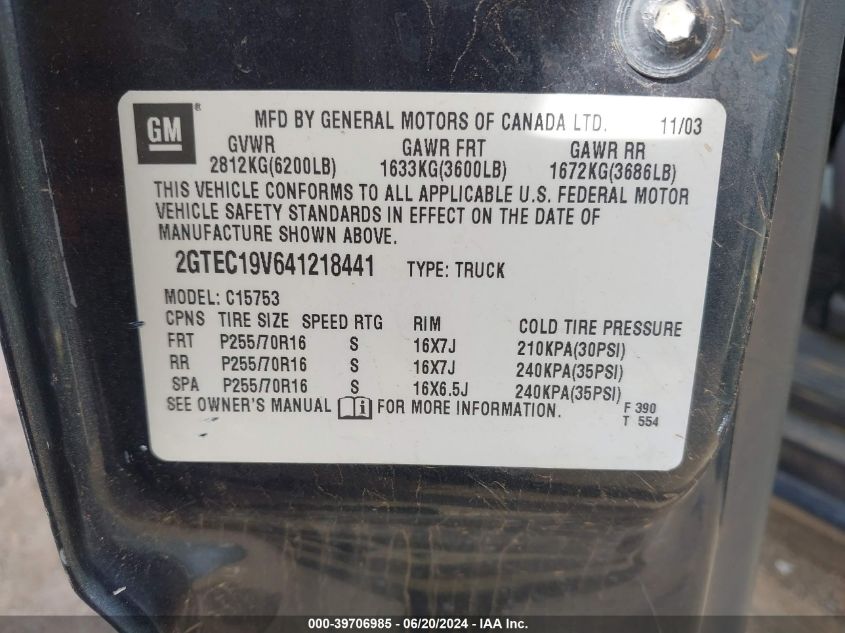 GM®
MFD BY GENERAL MOTORS OF CANADA LTD. 11/03
GVWR GAWR FRT GAWR RR
2812KG(6200LB) 1633KG(3600LB) 1672KG(3686LB)
THIS VEHICLE CONFORMS TO ALL APPLICABLE U.S. FEDERAL MOTOR
VEHICLE SAFETY STANDARDS IN EFFECT ON THE DATE OF
MANUFACTURE SHOWN ABOVE.
2GTEC19V641218441 TYPE: TRUCK
MODEL: C15753
CPNS TIRE SIZE SPEED RTG RIM COLD TIRE PRESSURE
FRT P255/70R16 S 16X7J 210KPA(30PSI)
RR P255/70R16 S 16X7J 240KPA(35PSI)
SPA P255/70R16 S 16X6.5J 240KPA(35PSI)
SEE OWNER'S MANUAL i FOR MORE INFORMATION.
F 390
T 554
000-39706985 - 06/20/2024 - IAA Inc.